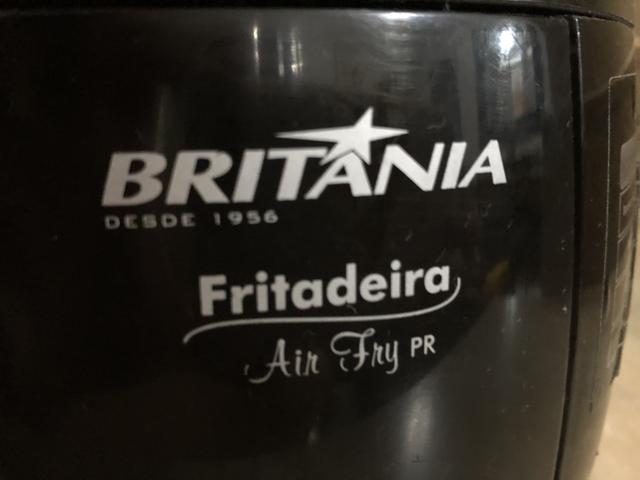 BRITANIA
DESDE 1956
Fritadeira
Air Fry PR